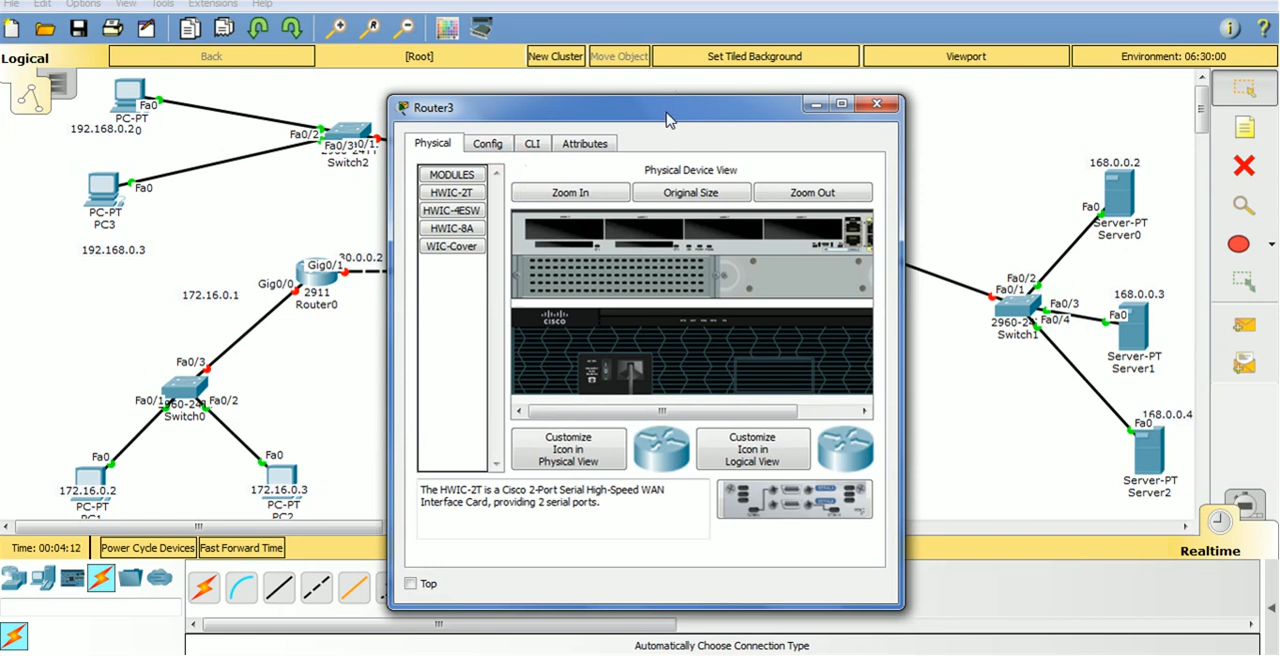 File Edit Options View Tools Extensions Help
Logical
Back
[Root]
New Cluster
Move Object
Set Tiled Background
Viewport
Environment: 06:30:00
Fa0
PC-PT
192.168.0.2
Fa0/2
Fa0/3
0/1
Switch2
Fa0
PC-PT
PC3
192.168.0.3
Gig0/1
30.0.0.2
Gig0/0
2911
Router0
172.16.0.1
Fa0/3
Fa0/1
Fa0/2
Switch0
Fa0
172.16.0.2
PC-PT
PC1
Fa0
172.16.0.3
PC-PT
PC2
Router3
Physical
Config
CLI
Attributes
MODULES
HWIC-2T
HWIC-4ESW
HWIC-8A
WIC-Cover
Physical Device View
Zoom In
Original Size
Zoom Out
CISCO
Customize
Icon in
Physical View
Customize
Icon in
Logical View
The HWIC-2T is a Cisco 2-Port Serial High-Speed WAN
Interface Card, providing 2 serial ports.
Top
168.0.0.2
Fa0
Server-PT
Server0
Fa0/2
Fa0/1
Fa0/3
Fa0/4
2960-24
Switch1
168.0.0.3
Fa0
Server-PT
Server1
168.0.0.4
Fa0
Server-PT
Server2
Time: 00:04:12
Power Cycle Devices
Fast Forward Time
Realtime
Automatically Choose Connection Type